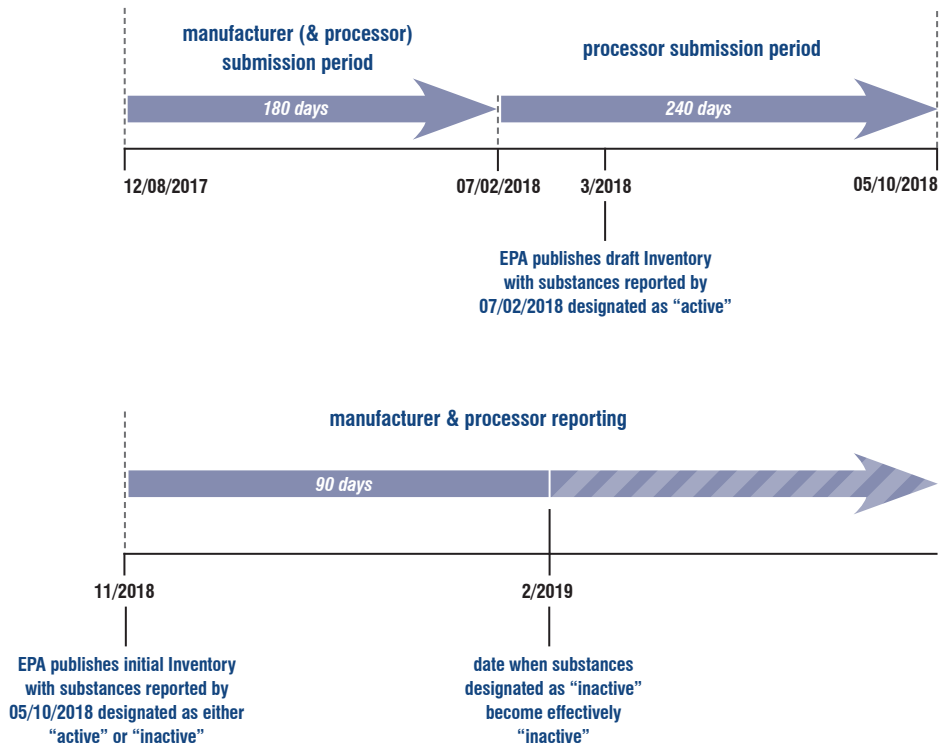 manufacturer (& processor)
submission period
processor submission period
180 days
240 days
12/08/2017
07/02/2018
3/2018
05/10/2018
EPA publishes draft Inventory
with substances reported by
07/02/2018 designated as “active”
manufacturer & processor reporting
90 days
11/2018
2/2019
EPA publishes initial Inventory
with substances reported by
05/10/2018 designated as either
“active” or “inactive”
date when substances
designated as “inactive”
become effectively
“inactive”